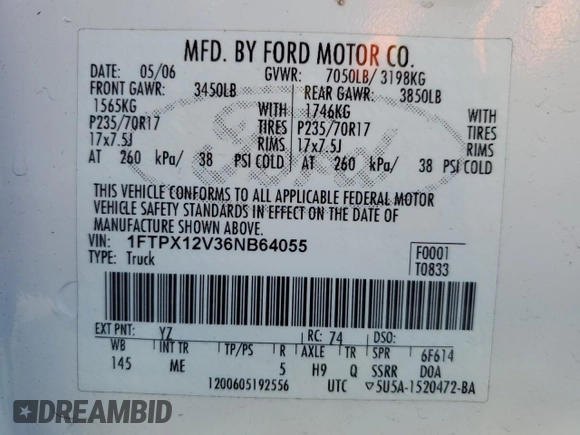 MFD. BY FORD MOTOR CO.
DATE: 05/06 GVWR: 7050LB/ 3198KG
FRONT GAWR: 3450LB REAR GAWR: 3850LB
1565KG WITH 1746KG WITH
P235/70R17 TIRES P235/70R17 TIRES
17x7.5J RIMS 17x7.5J RIMS
AT 260 kPa/ 38 PSI COLD AT 260 kPa/ 38 PSI COLD
THIS VEHICLE CONFORMS TO ALL APPLICABLE FEDERAL MOTOR
VEHICLE SAFETY STANDARDS IN EFFECT ON THE DATE OF
MANUFACTURE SHOWN ABOVE.
VIN: 1FTPX12V36NB64055 F0001
TYPE: Truck T0833
EXT PNT: YZ RC: 74 DSO:
WB INT TR TP/PS R AXLE TR SPR 6F614
145 ME 5 H9 Q SSRR DOA
1200605192556 UTC ▽5U5A-1520472-BA
Ford
DREAMBID